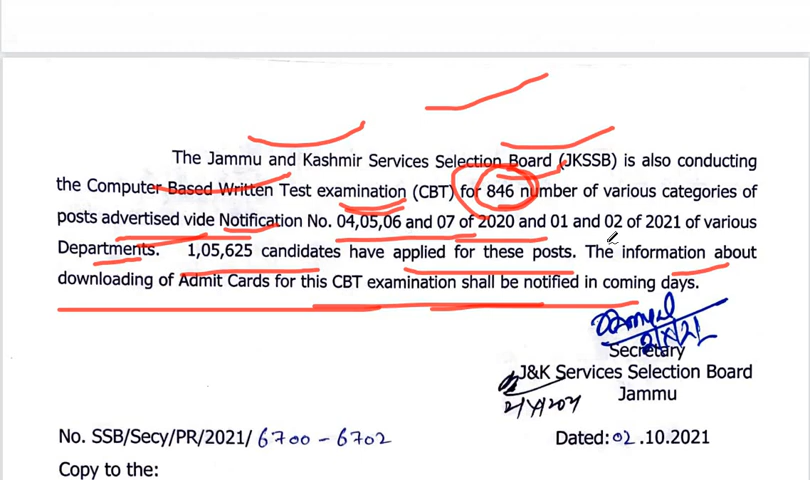 The Jammu and Kashmir Services Selection Board (JKSSB) is also conducting
the Computer Based Written Test examination (CBT) for 846 number of various categories of
posts advertised vide Notification No. 04,05,06 and 07 of 2020 and 01 and 02 of 2021 of various
Departments. 1,05,625 candidates have applied for these posts. The information about
downloading of Admit Cards for this CBT examination shall be notified in coming days.
2/X/21
Secretary
J&K Services Selection Board
2/X/2021
Jammu
No. SSB/Secy/PR/2021/ 6700 - 6702
Dated: 02 .10.2021
Copy to the: